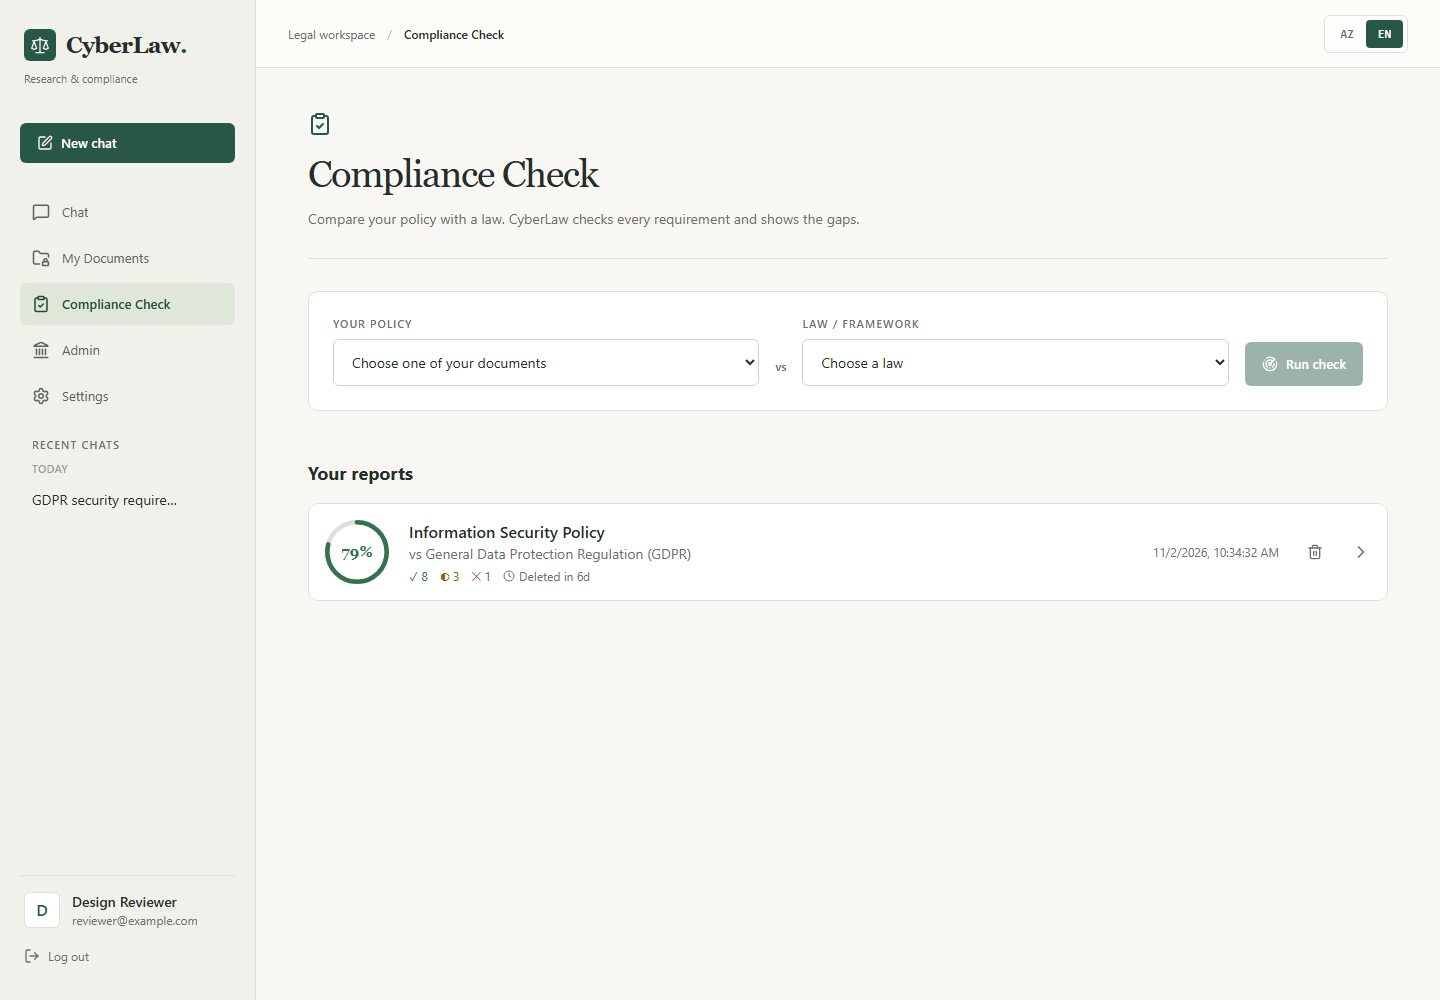 CyberLaw.
Research & compliance
New chat
Chat
My Documents
Compliance Check
Admin
Settings
RECENT CHATS
TODAY
GDPR security require...
Design Reviewer
D
reviewer@example.com
Log out
Legal workspace / Compliance Check
AZ EN
Compliance Check
Compare your policy with a law. CyberLaw checks every requirement and shows the gaps.
YOUR POLICY
Choose one of your documents
vs
LAW / FRAMEWORK
Choose a law
Run check
Your reports
79%
Information Security Policy
vs General Data Protection Regulation (GDPR)
✓ 8 ◐ 3 ✕ 1 Deleted in 6d
11/2/2026, 10:34:32 AM